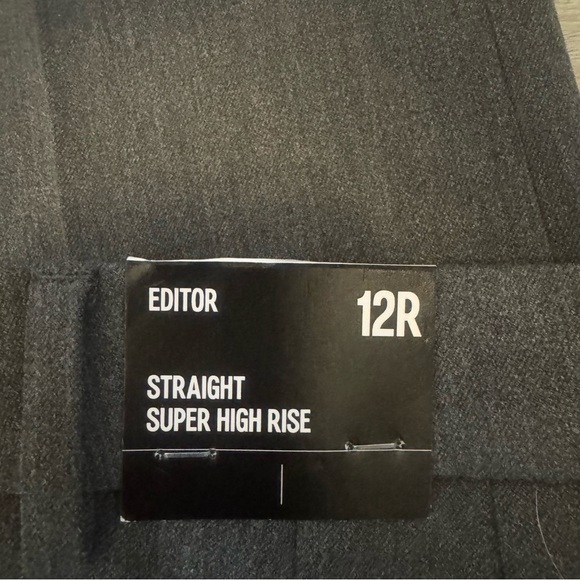 EDITOR
12R
STRAIGHT
SUPER HIGH RISE